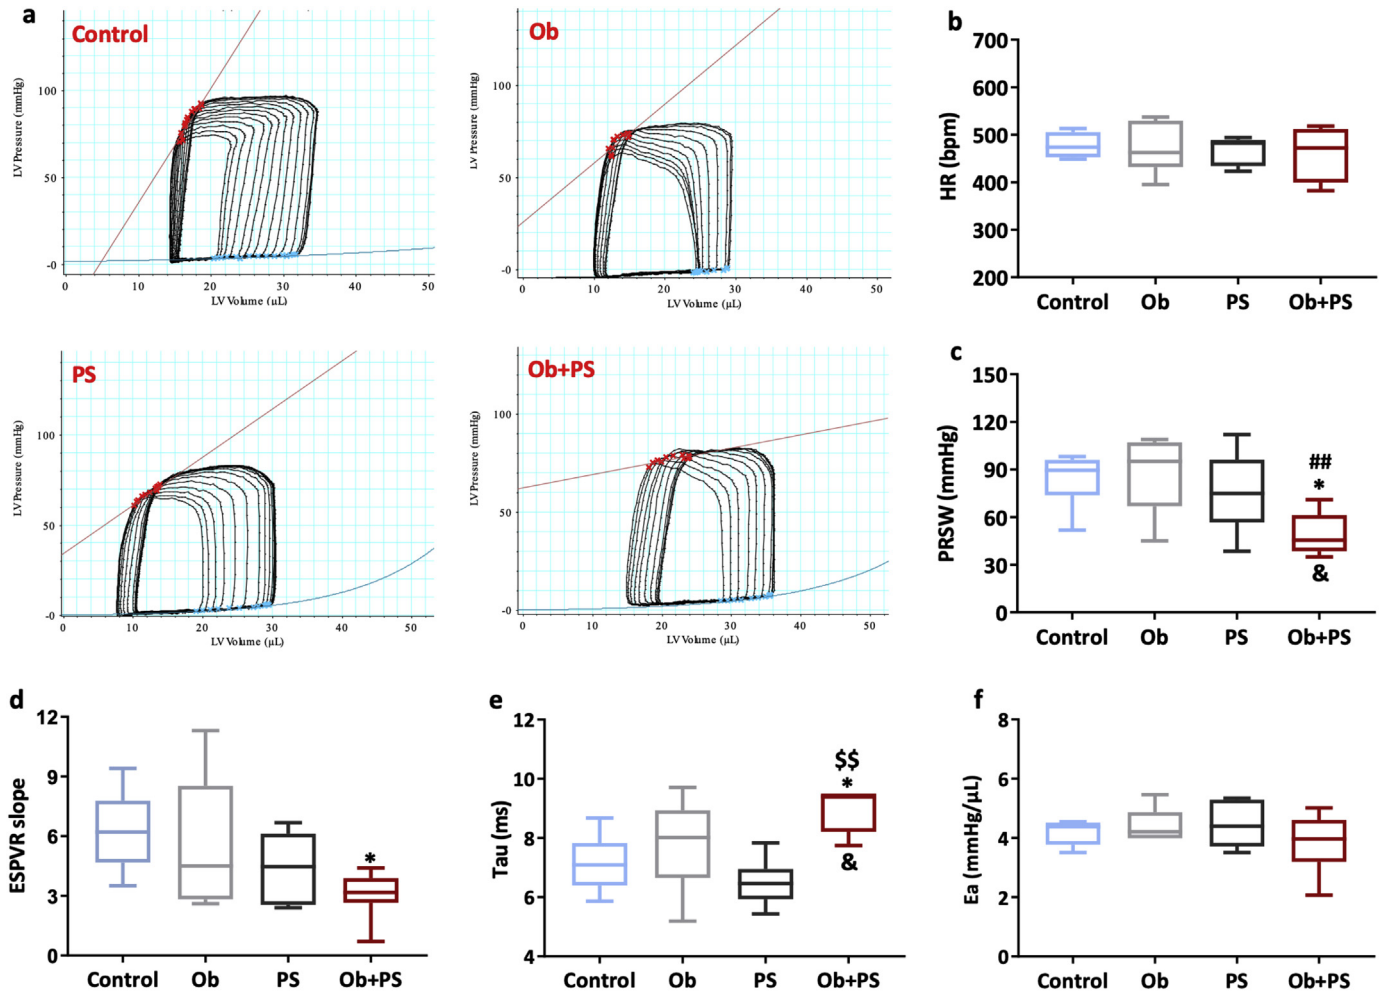 a
Control
LV Pressure (mmHg)
100
50
-0
0
10
20
30
40
50
LV Volume (µL)
Ob
LV Pressure (mmHg)
100
50
-0
0
10
20
30
40
50
LV Volume (µL)
b
HR (bpm)
700
600
500
400
300
200
Control
Ob
PS
Ob+PS
PS
LV Pressure (mmHg)
100
50
-0
0
10
20
30
40
50
LV Volume (µL)
Ob+PS
LV Pressure (mmHg)
100
50
-0
0
10
20
30
40
50
LV Volume (µL)
c
PRSW (mmHg)
150
120
90
60
30
0
##
*
&
Control
Ob
PS
Ob+PS
d
ESPVR slope
12
9
6
3
0
*
Control
Ob
PS
Ob+PS
e
Tau (ms)
12
10
8
6
4
$$
*
&
Control
Ob
PS
Ob+PS
f
Ea (mmHg/µL)
8
6
4
2
0
Control
Ob
PS
Ob+PS